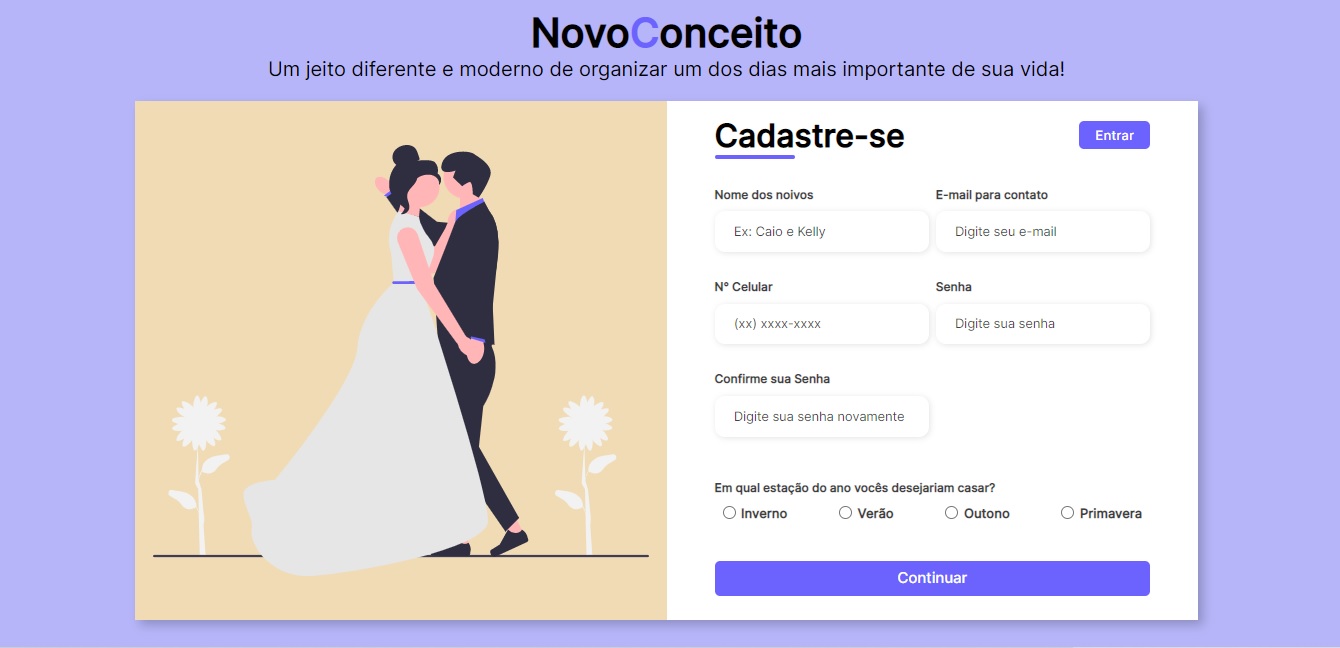 NovoConceito
Um jeito diferente e moderno de organizar um dos dias mais importante de sua vida!
Cadastre-se
Entrar
Nome dos noivos
E-mail para contato
Ex: Caio e Kelly
Digite seu e-mail
N° Celular
Senha
(xx) xxxx-xxxx
Digite sua senha
Confirme sua Senha
Digite sua senha novamente
Em qual estação do ano vocês desejariam casar?
Inverno
Verão
Outono
Primavera
Continuar